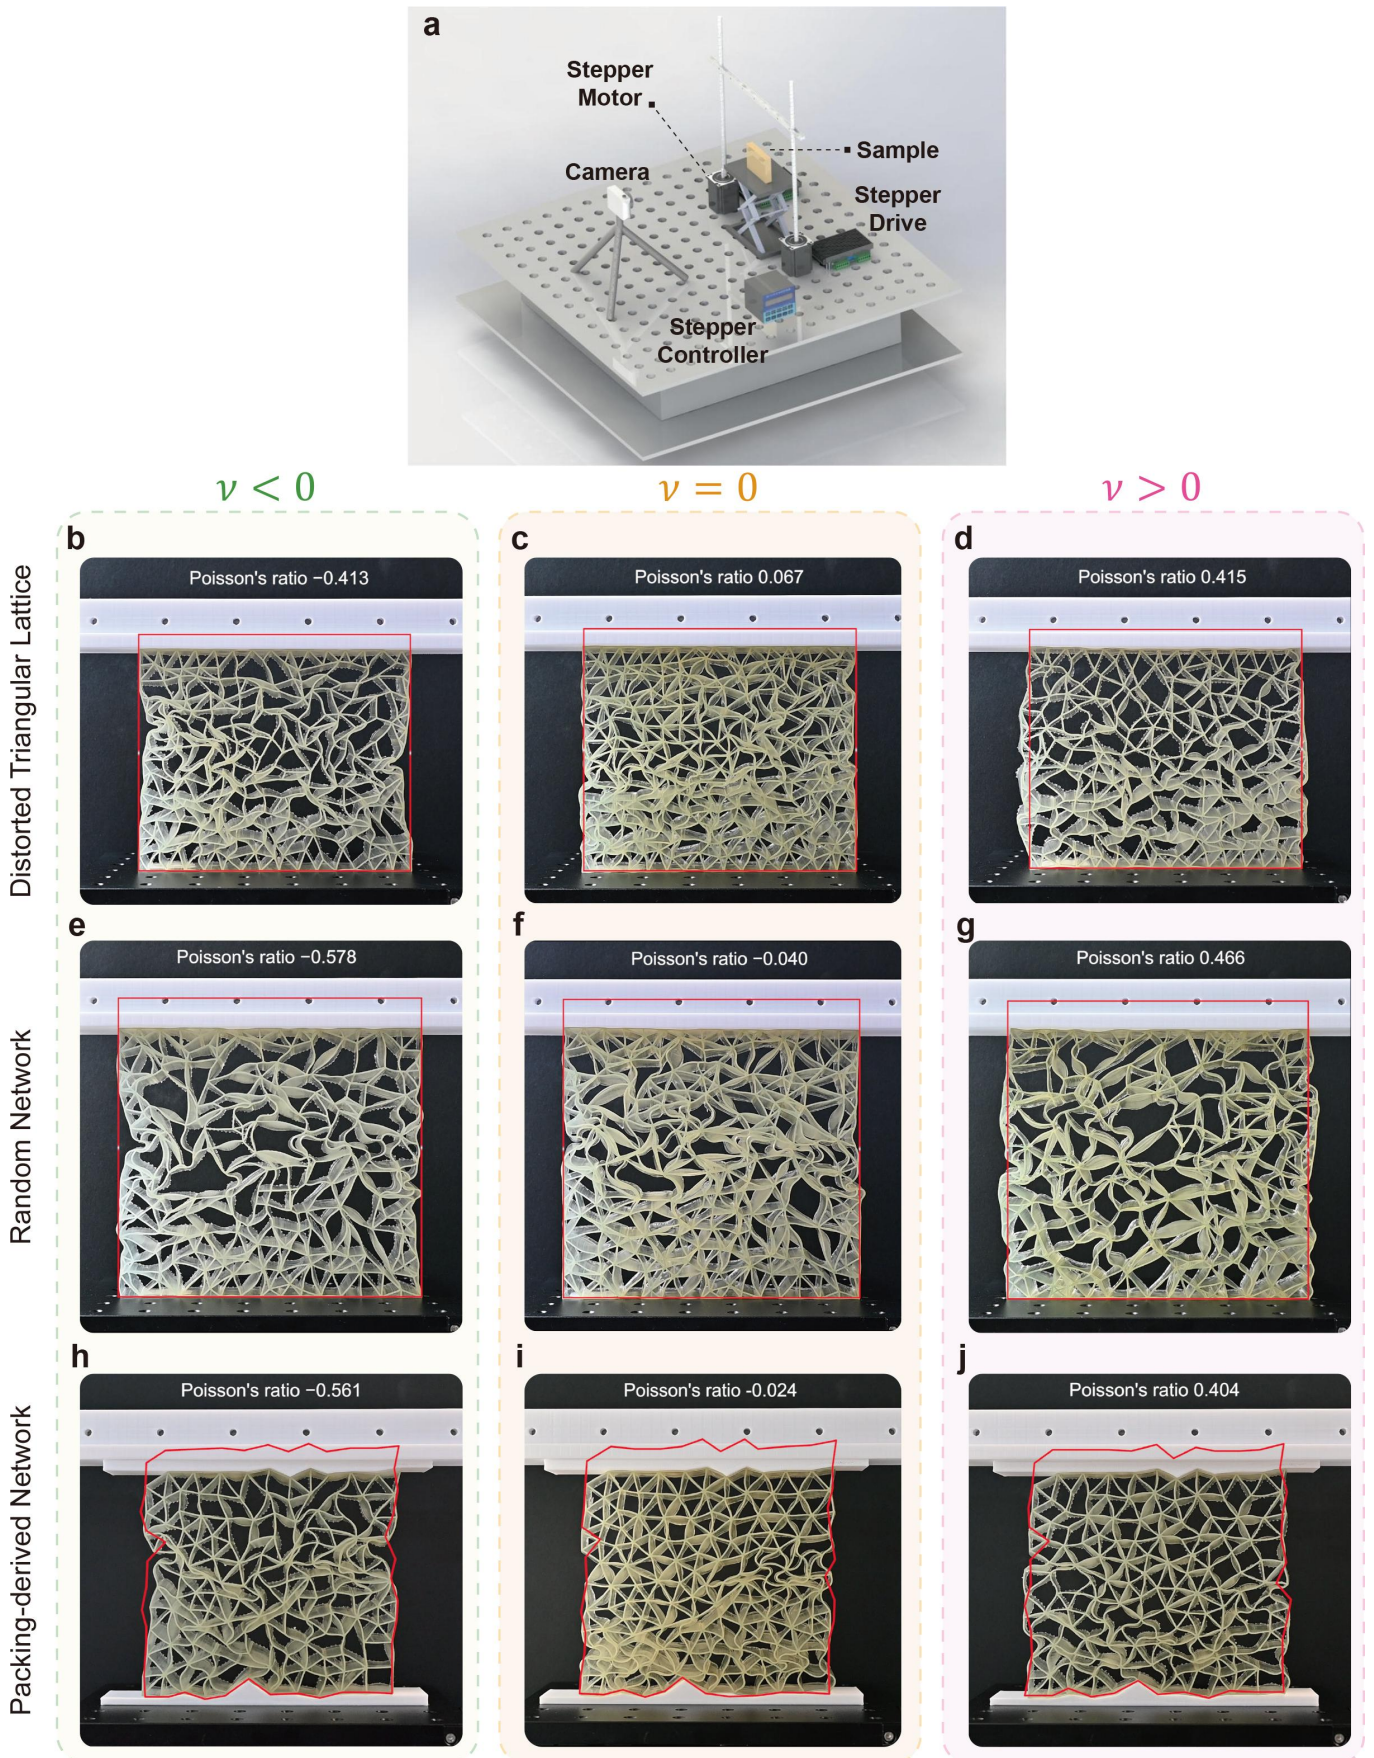 a
Stepper
Motor
Sample
Camera
Stepper
Drive
Stepper
Controller
ν < 0
ν = 0
ν > 0
Distorted Triangular Lattice
b
Poisson's ratio −0.413
c
Poisson's ratio 0.067
d
Poisson's ratio 0.415
Random Network
e
Poisson's ratio −0.578
f
Poisson's ratio −0.040
g
Poisson's ratio 0.466
Packing-derived Network
h
Poisson's ratio −0.561
i
Poisson's ratio -0.024
j
Poisson's ratio 0.404